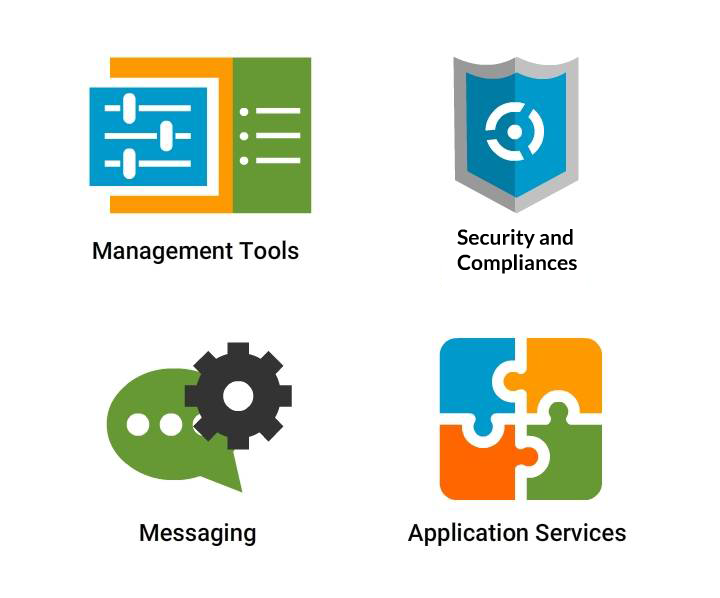 Management Tools
Security and
Compliances
Messaging
Application Services